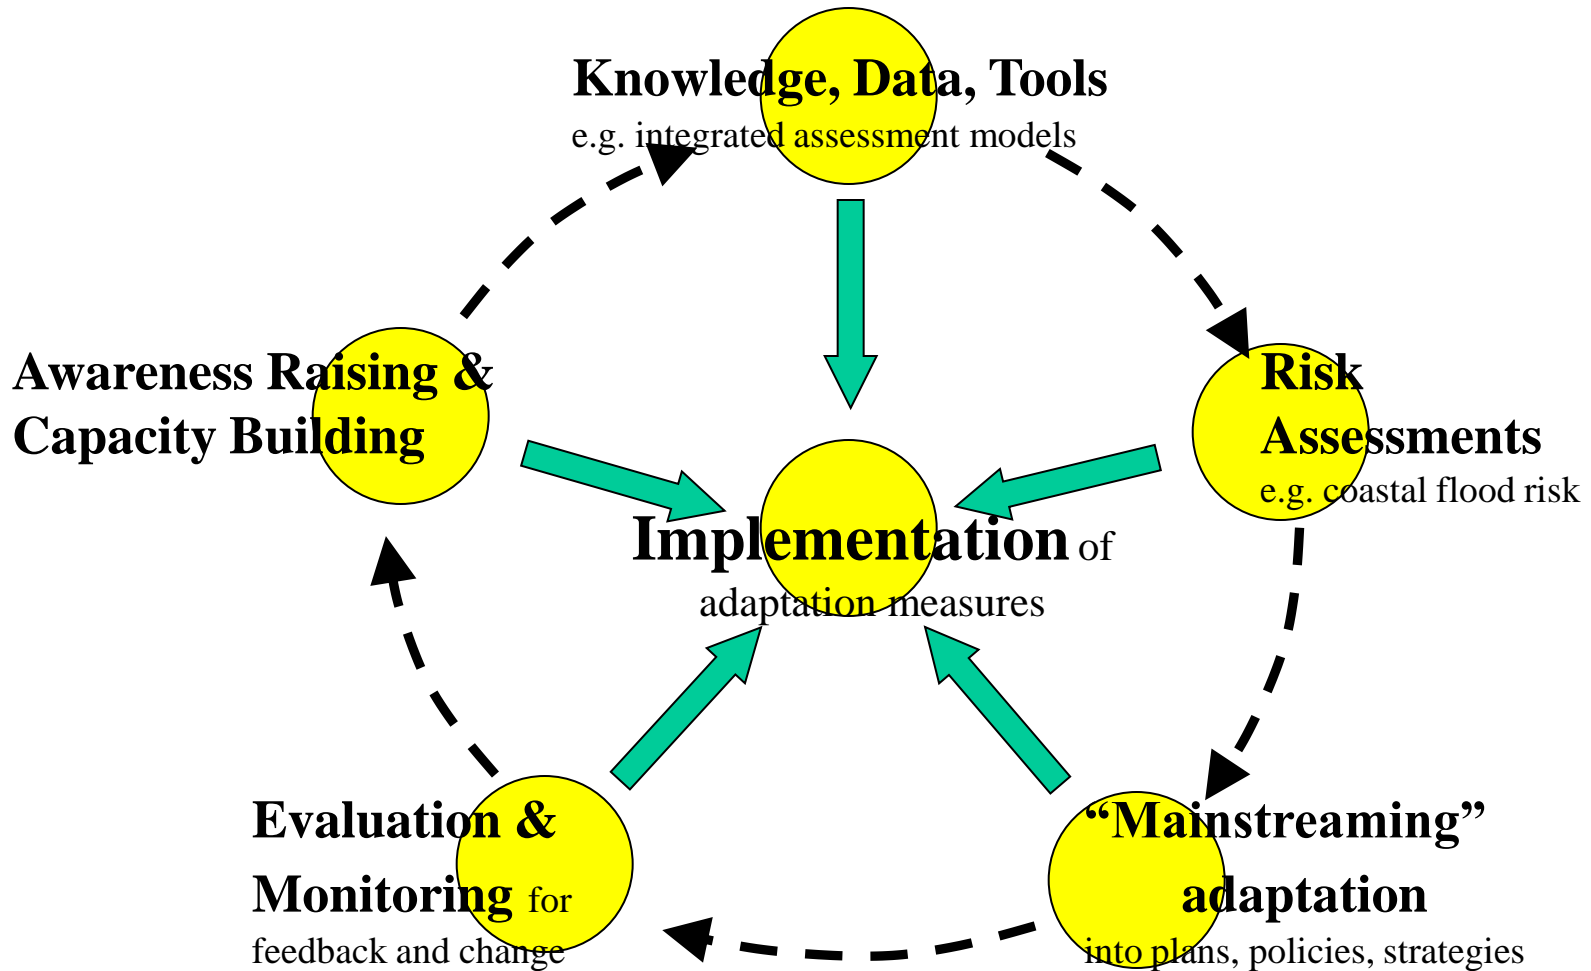 Knowledge, Data, Tools
e.g. integrated assessment models
Awareness Raising &
Capacity Building
Risk
Assessments
e.g. coastal flood risk
Implementation of
adaptation measures
Evaluation &
Monitoring for
feedback and change
“Mainstreaming”
adaptation
into plans, policies, strategies